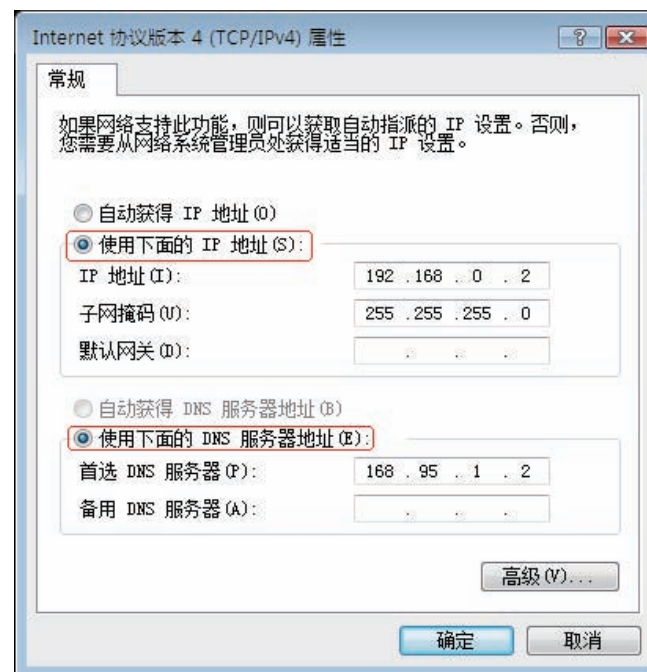 Internet 协议版本 4 (TCP/IPv4) 属性
常规
如果网络支持此功能，则可以获取自动指派的 IP 设置。否则，
您需要从网络系统管理员处获得适当的 IP 设置。
自动获得 IP 地址(O)
使用下面的 IP 地址(S):
IP 地址(I): 192 .168 . 0 . 2
子网掩码(U): 255 .255 .255 . 0
默认网关(D): . . .
自动获得 DNS 服务器地址(B)
使用下面的 DNS 服务器地址(E):
首选 DNS 服务器(P): 168 . 95 . 1 . 2
备用 DNS 服务器(A): . . .
高级(V)...
确定 取消